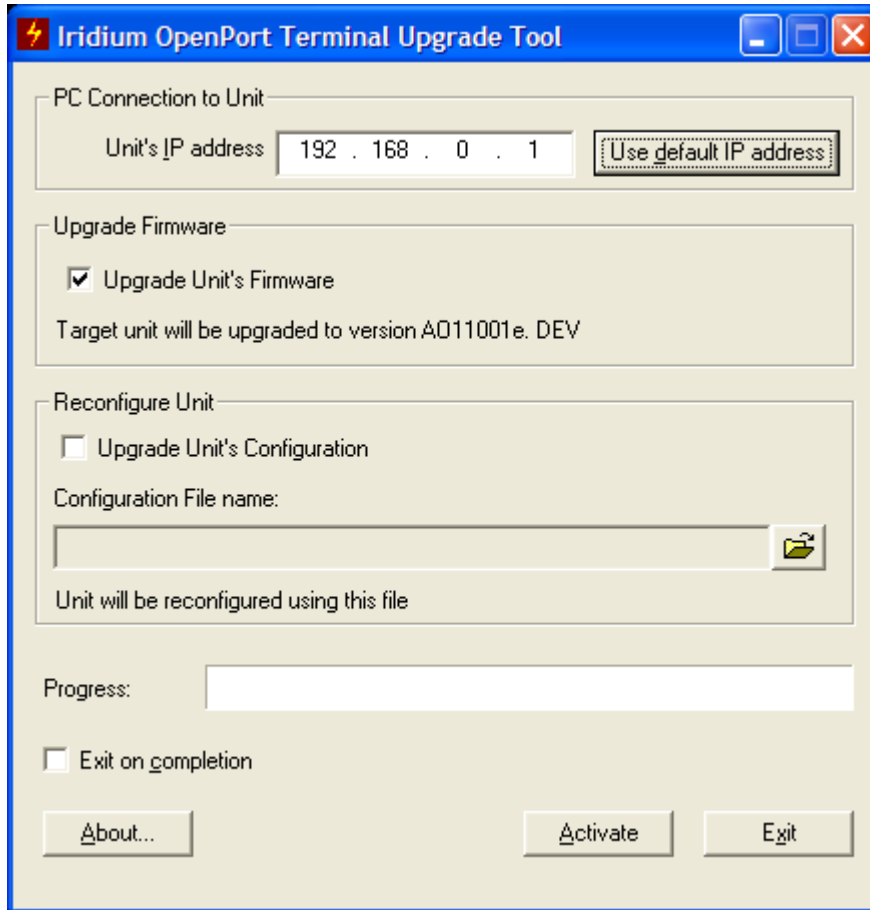 Iridium OpenPort Terminal Upgrade Tool
PC Connection to Unit
Unit's IP address 192 . 168 . 0 . 1 Use default IP address
Upgrade Firmware
Upgrade Unit's Firmware
Target unit will be upgraded to version AO11001e. DEV
Reconfigure Unit
Upgrade Unit's Configuration
Configuration File name:
Unit will be reconfigured using this file
Progress:
Exit on completion
About... Activate Exit